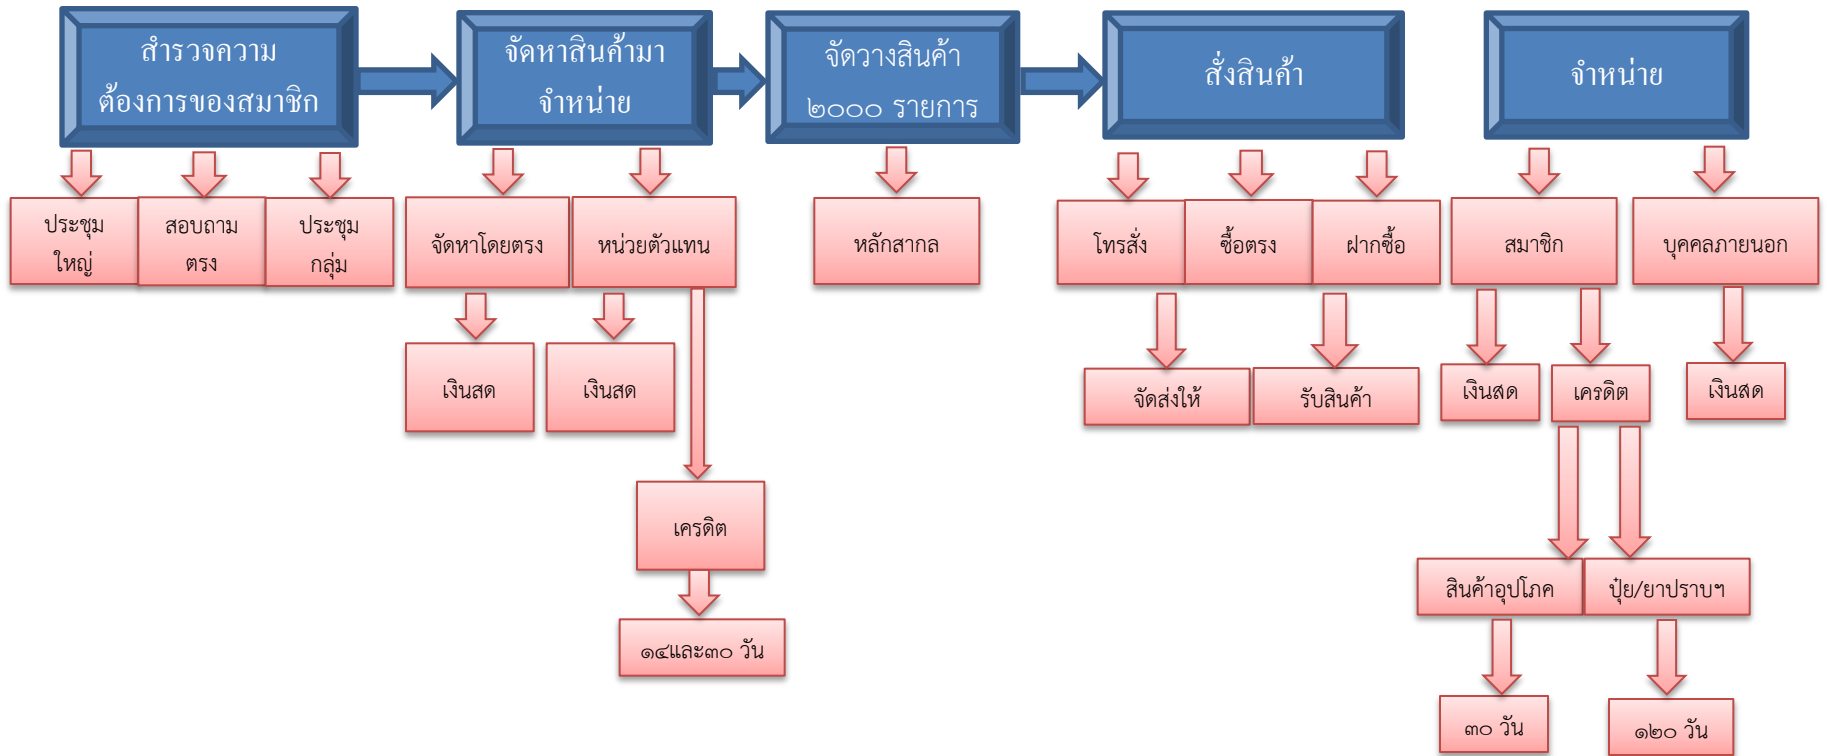 สำรวจความ
ต้องการของสมาชิก
จัดหาสินค้ามา
จำหน่าย
จัดวางสินค้า
๒๐๐๐ รายการ
สั่งสินค้า
จำหน่าย
ประชุม
ใหญ่
สอบถาม
ตรง
ประชุม
กลุ่ม
จัดหาโดยตรง
หน่วยตัวแทน
หลักสากล
โทรสั่ง
ซื้อตรง
ฝากซื้อ
สมาชิก
บุคคลภายนอก
เงินสด
เงินสด
จัดส่งให้
รับสินค้า
เงินสด
เครดิต
เงินสด
เครดิต
สินค้าอุปโภค
ปุ๋ย/ยาปราบฯ
๑๔และ๓๐ วัน
๓๐ วัน
๑๒๐ วัน